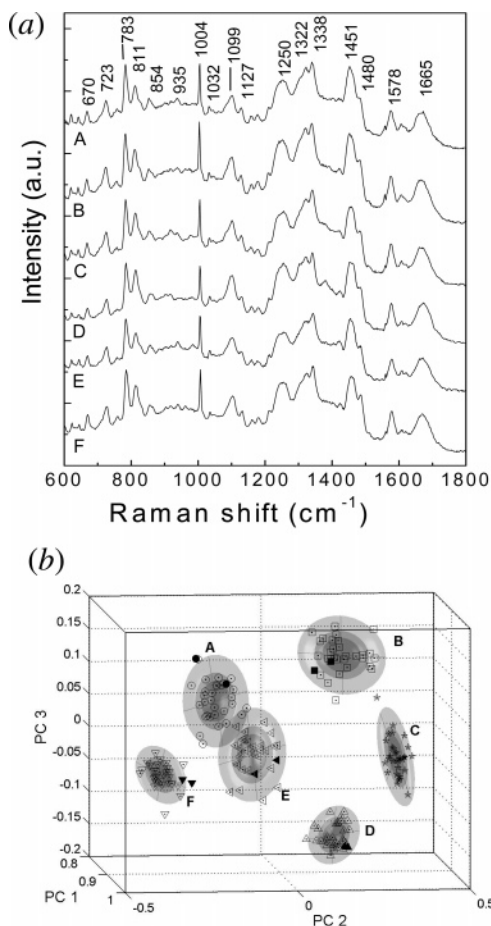 (a)
670
723
783
811
854
935
1004
1032
1099
1127
1250
1322
1338
1451
1480
1578
1665
A
B
C
D
E
F
Intensity (a.u.)
600 800 1000 1200 1400 1600 1800
Raman shift (cm⁻¹)
(b)
0.2
0.15
0.1
0.05
0
-0.05
-0.1
-0.15
-0.2
PC 3
A
B
C
D
E
F
0.8
0.9
1
PC 1
-0.5 0 0.5
PC 2